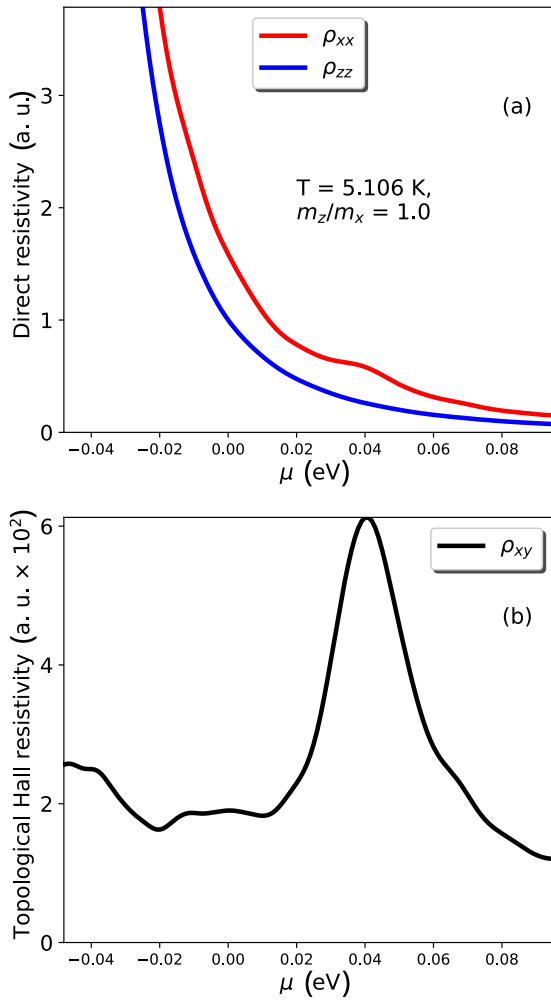 Direct resistivity (a. u.)
3
2
1
0
ρxx
ρzz
(a)
T = 5.106 K,
mz/mx = 1.0
−0.04 −0.02 0.00 0.02 0.04 0.06 0.08
μ (eV)
Topological Hall resistivity (a. u. × 10²)
6
4
2
0
ρxy
(b)
−0.04 −0.02 0.00 0.02 0.04 0.06 0.08
μ (eV)